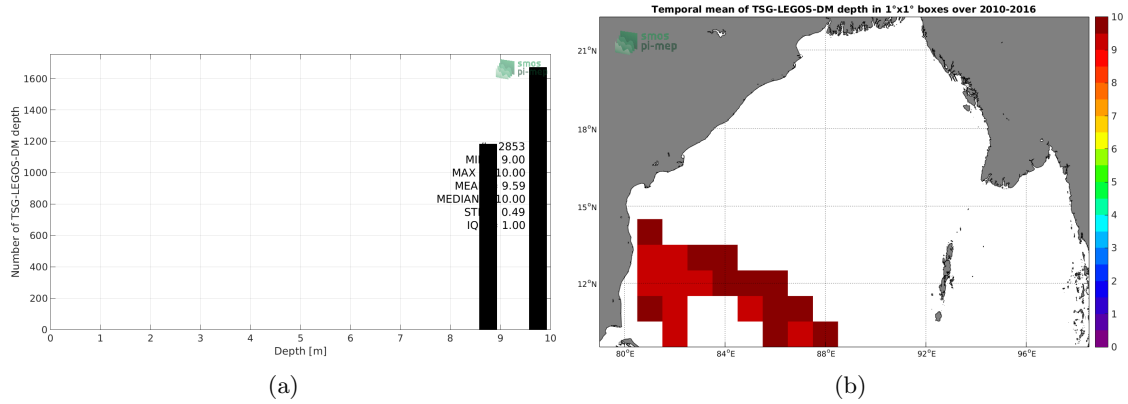 Temporal mean of TSG-LEGOS-DM depth in 1°x1° boxes over 2010-2016
smos
pi-mep
1600
1400
1200
1000
800
600
400
200
0
Number of TSG-LEGOS-DM depth
2853
9.00
MAX 10.00
9.59
MEDIAN 10.00
0.49
1.00
0 1 2 3 4 5 6 7 8 9 10
Depth [m]
(a)
smos
pi-mep
21°N
18°N
15°N
12°N
80°E 84°E 88°E 92°E 96°E
10
9
8
7
6
5
4
3
2
1
0
(b)